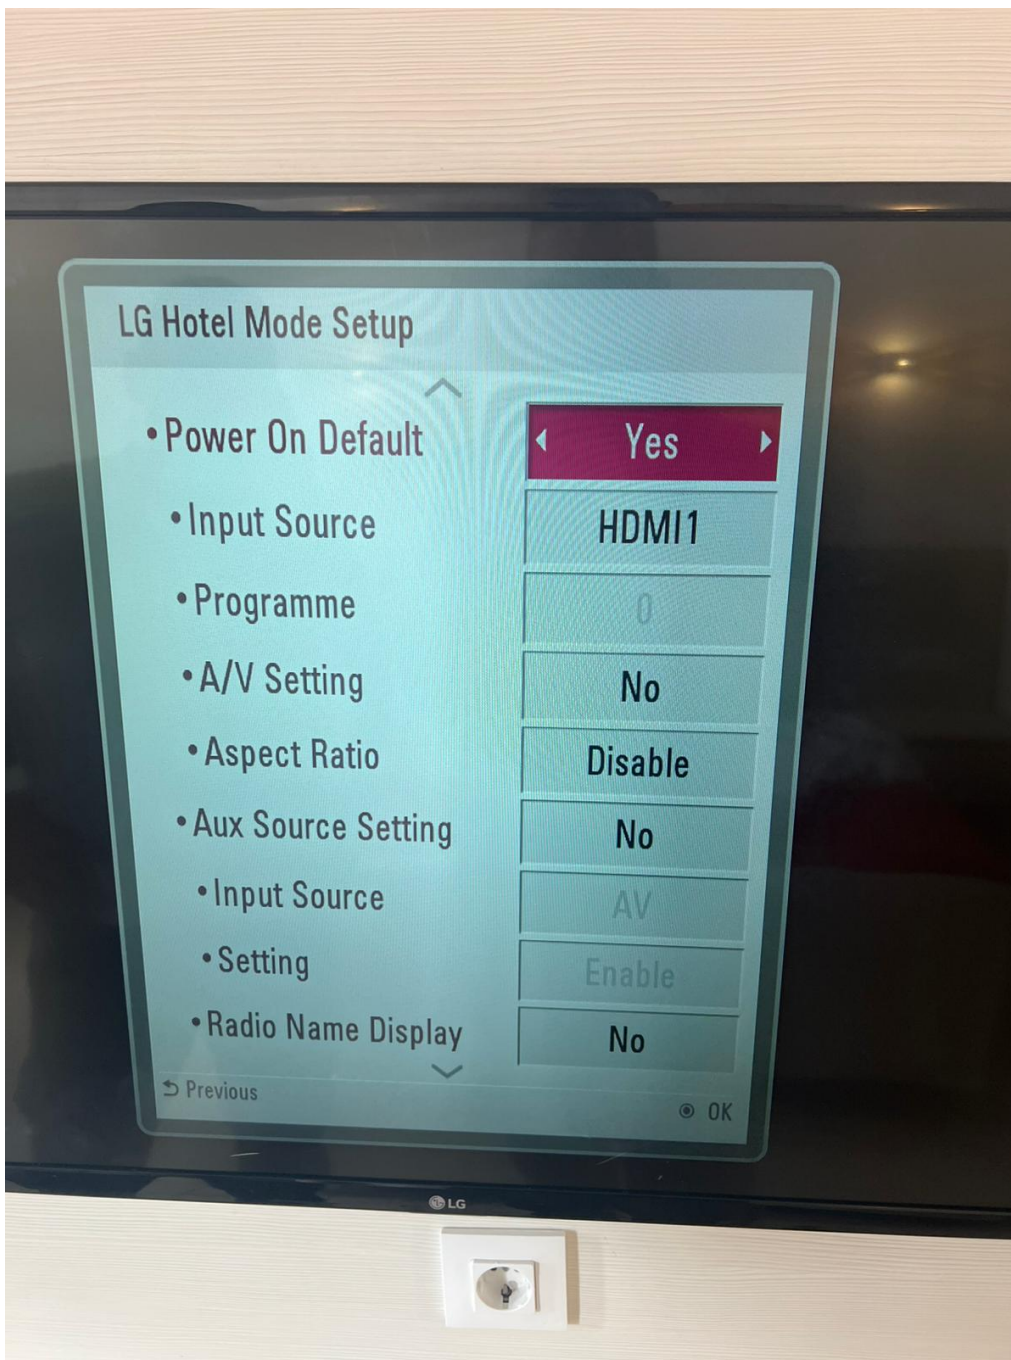 LG Hotel Mode Setup
•Power On Default Yes
•Input Source HDMI1
•Programme 0
•A/V Setting No
•Aspect Ratio Disable
•Aux Source Setting No
•Input Source AV
•Setting Enable
•Radio Name Display No
Previous OK
LG